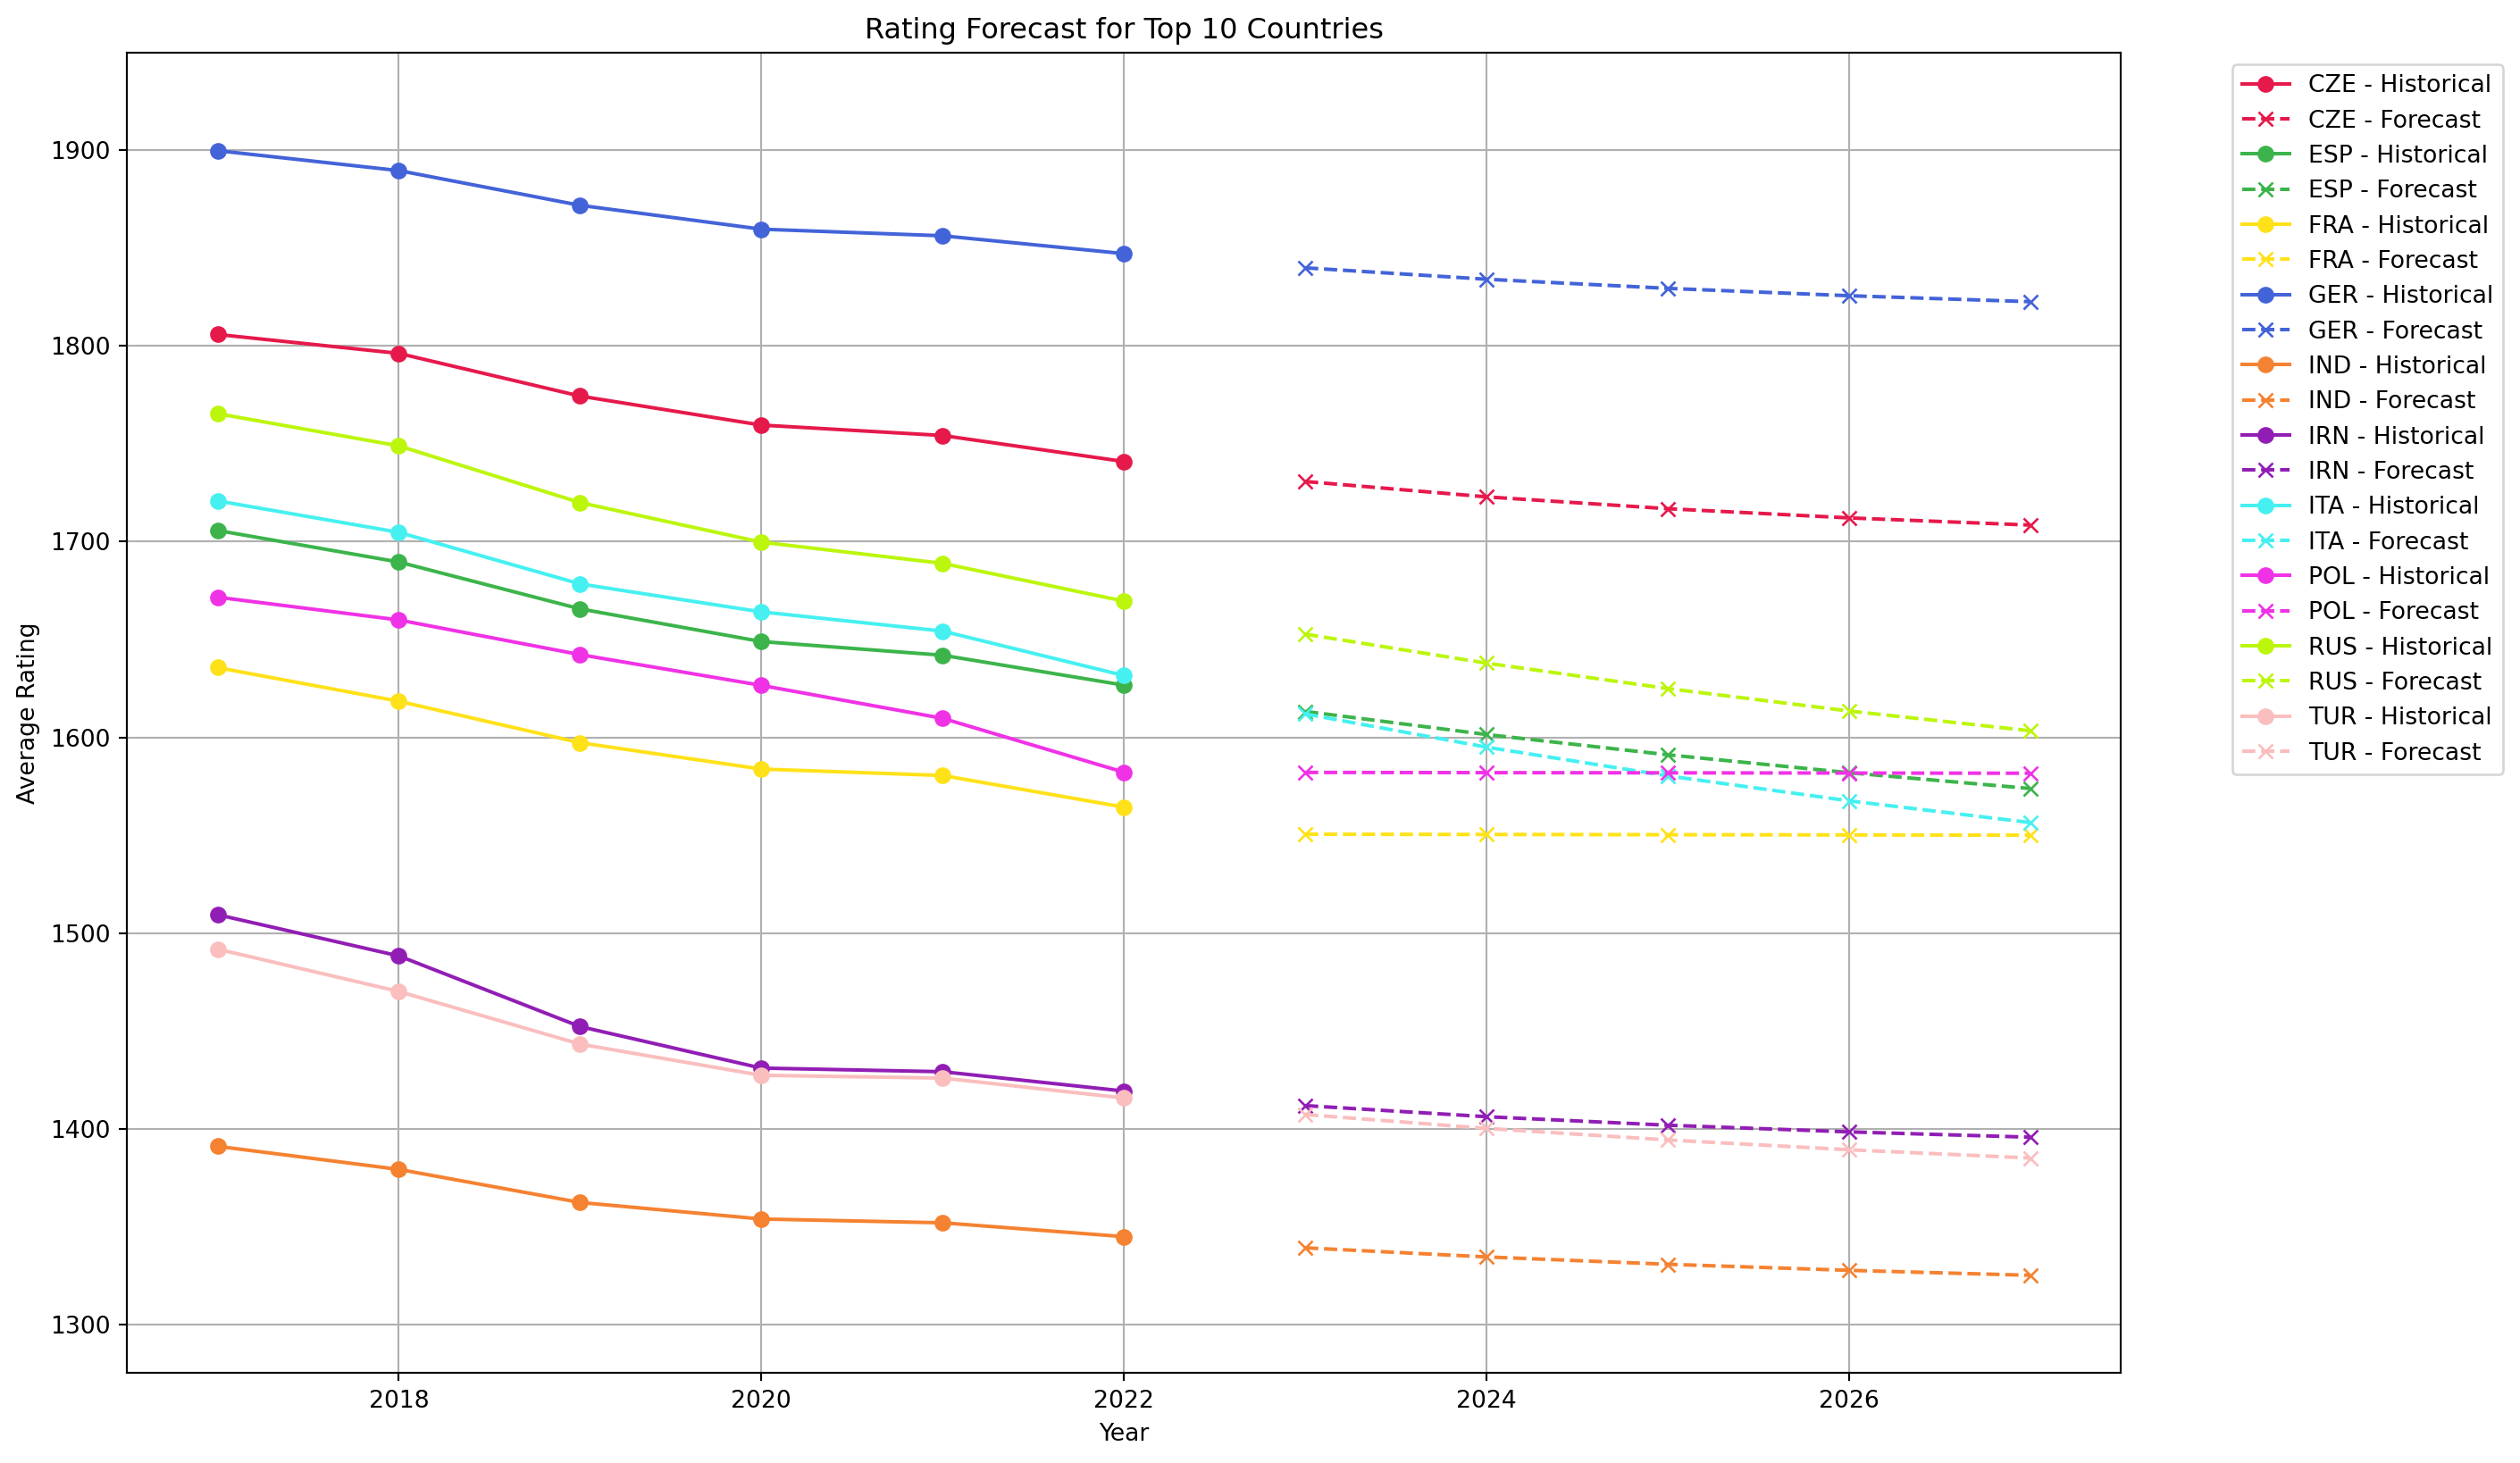 Rating Forecast for Top 10 Countries
1900
1800
1700
1600
1500
1400
1300
Average Rating
2018
2020
2022
2024
2026
Year
CZE - Historical
CZE - Forecast
ESP - Historical
ESP - Forecast
FRA - Historical
FRA - Forecast
GER - Historical
GER - Forecast
IND - Historical
IND - Forecast
IRN - Historical
IRN - Forecast
ITA - Historical
ITA - Forecast
POL - Historical
POL - Forecast
RUS - Historical
RUS - Forecast
TUR - Historical
TUR - Forecast